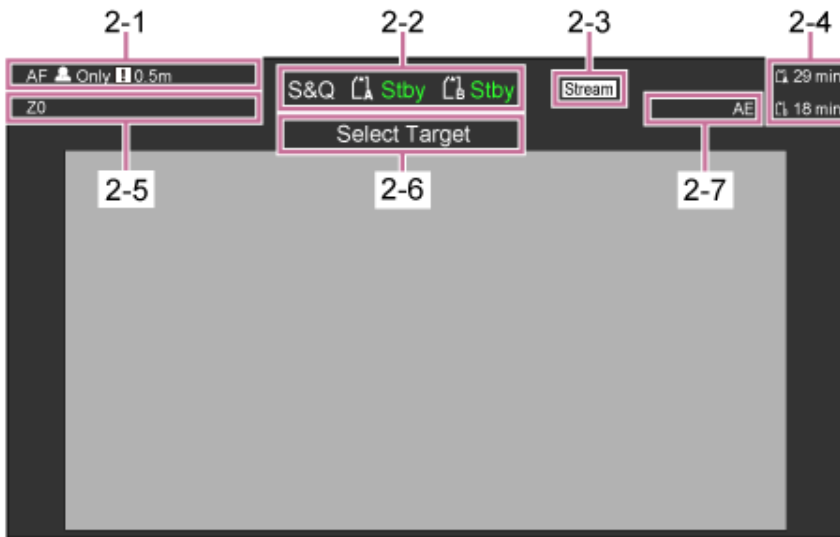 2-1 2-2 2-3 2-4
AF Only 0.5m
S&Q A Stby B Stby
Stream
A 29 min
Z0
AE
B 18 min
Select Target
2-5 2-6 2-7